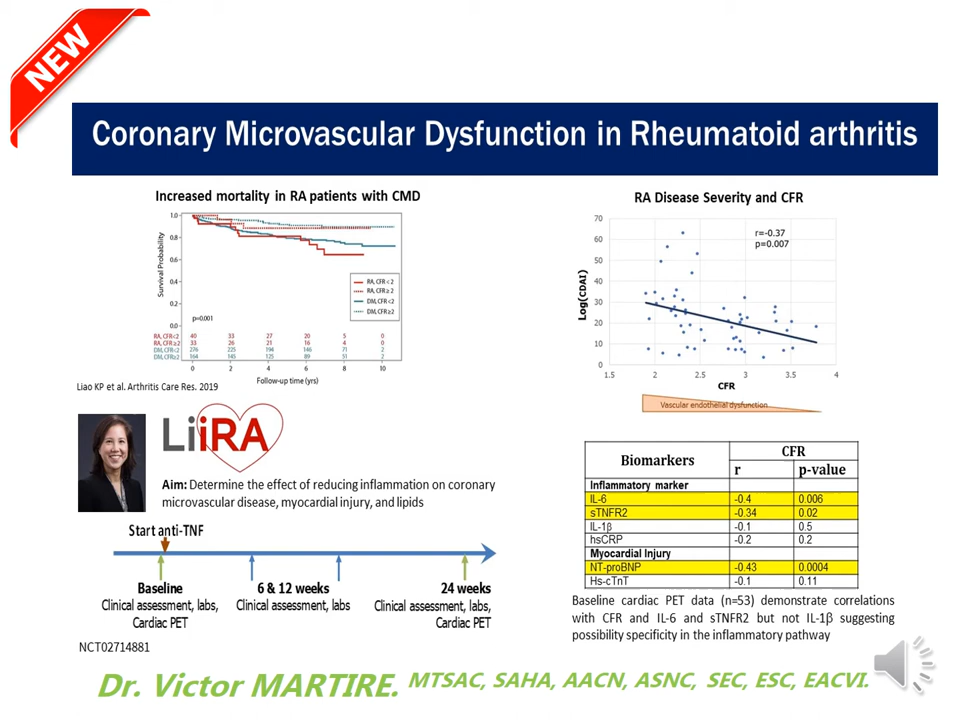 NEW
Coronary Microvascular Dysfunction in Rheumatoid arthritis
Increased mortality in RA patients with CMD
Survival Probability
1.0
0.8
0.6
0.4
0.2
0.0
RA, CFR<2
RA, CFR≥2
DM, CFR<2
DM, CFR≥2
p=0.001
RA, CFR<2 40 33 27 20 5 0
RA, CFR≥2 33 26 21 16 4 0
DM, CFR<2 276 225 194 146 71 2
DM, CFR≥2 164 145 125 89 51 2
0 2 4 6 8 10
Follow-up time (yrs)
Liao KP et al. Arthritis Care Res. 2019
RA Disease Severity and CFR
r=-0.37
p=0.007
Log(CDAI)
70
60
50
40
30
20
10
0
1.5 2 2.5 3 3.5 4
CFR
Vascular endothelial dysfunction
LiiRA
Aim: Determine the effect of reducing inflammation on coronary
microvascular disease, myocardial injury, and lipids
Start anti-TNF
Baseline
Clinical assessment, labs,
Cardiac PET
6 & 12 weeks
Clinical assessment, labs
24 weeks
Clinical assessment, labs,
Cardiac PET
NCT02714881
Biomarkers CFR
r p-value
Inflammatory marker
IL-6 -0.4 0.006
sTNFR2 -0.34 0.02
IL-1β -0.1 0.5
hsCRP -0.2 0.2
Myocardial Injury
NT-proBNP -0.43 0.0004
Hs-cTnT -0.1 0.11
Baseline cardiac PET data (n=53) demonstrate correlations
with CFR and IL-6 and sTNFR2 but not IL-1β suggesting
possibility specificity in the inflammatory pathway
Dr. Victor MARTIRE. MTSAC, SAHA, AACN, ASNC, SEC, ESC, EACVI.